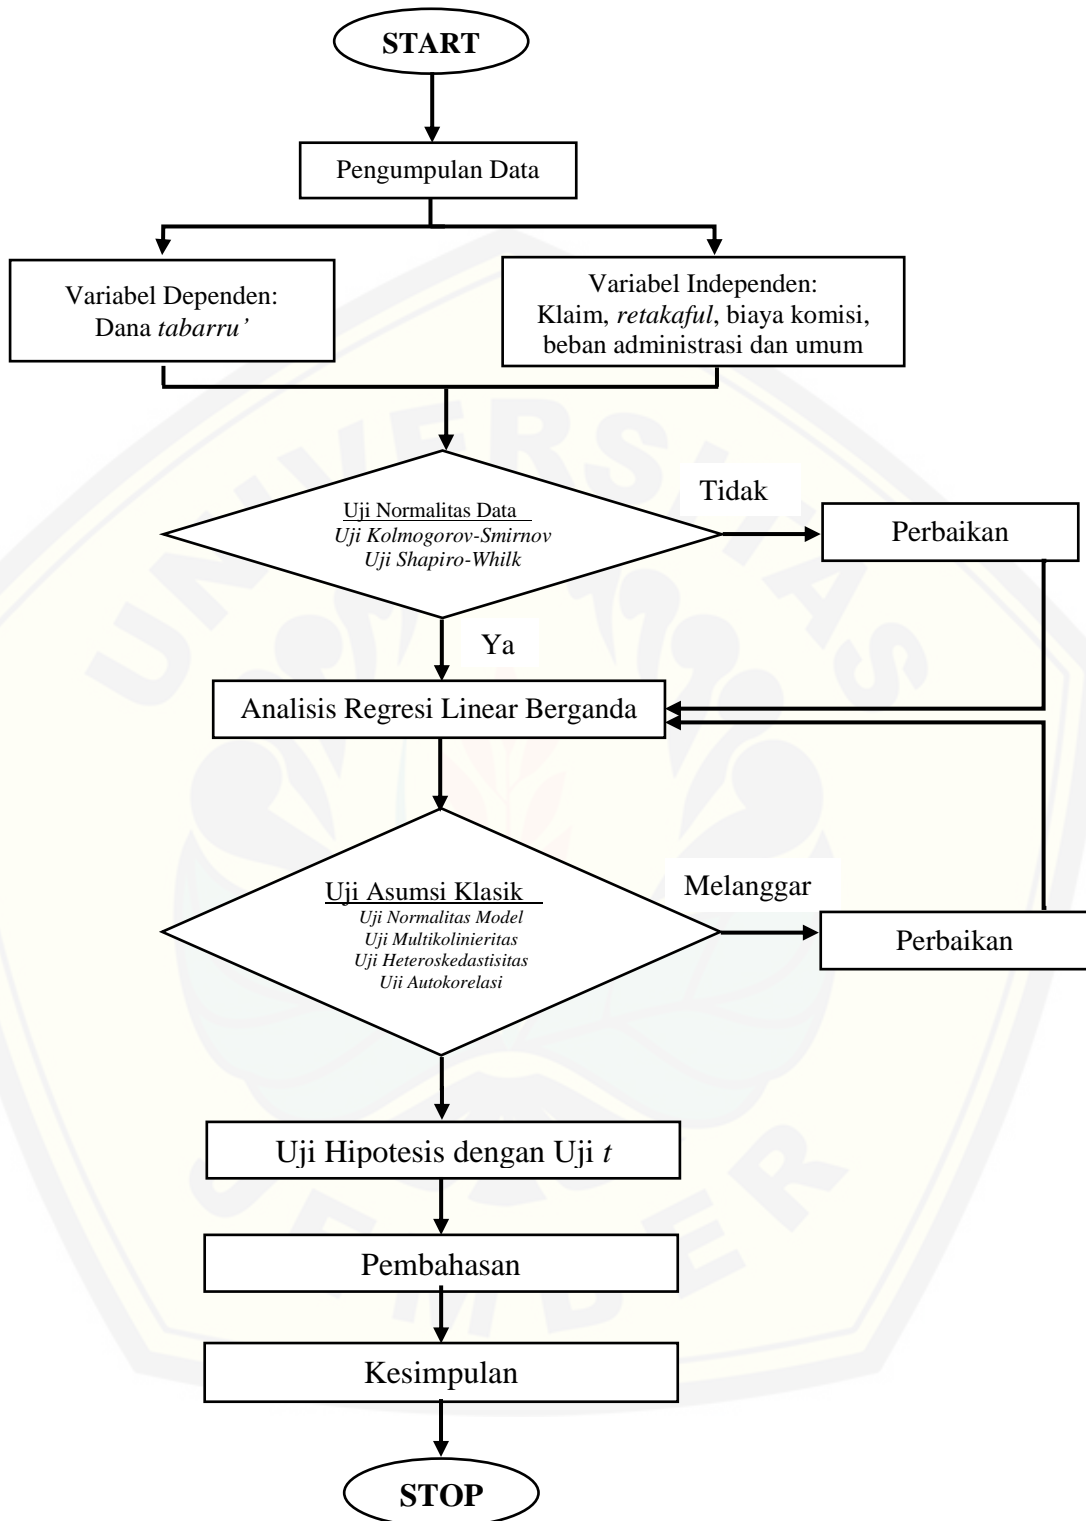 START
Pengumpulan Data
Variabel Dependen:
Dana tabarru’
Variabel Independen:
Klaim, retakaful, biaya komisi,
beban administrasi dan umum
Uji Normalitas Data
Uji Kolmogorov-Smirnov
Uji Shapiro-Whilk
Tidak
Perbaikan
Ya
Analisis Regresi Linear Berganda
Uji Asumsi Klasik
Uji Normalitas Model
Uji Multikolinieritas
Uji Heteroskedastisitas
Uji Autokorelasi
Melanggar
Perbaikan
Uji Hipotesis dengan Uji t
Pembahasan
Kesimpulan
STOP
UNIVERSITAS
JEMBER